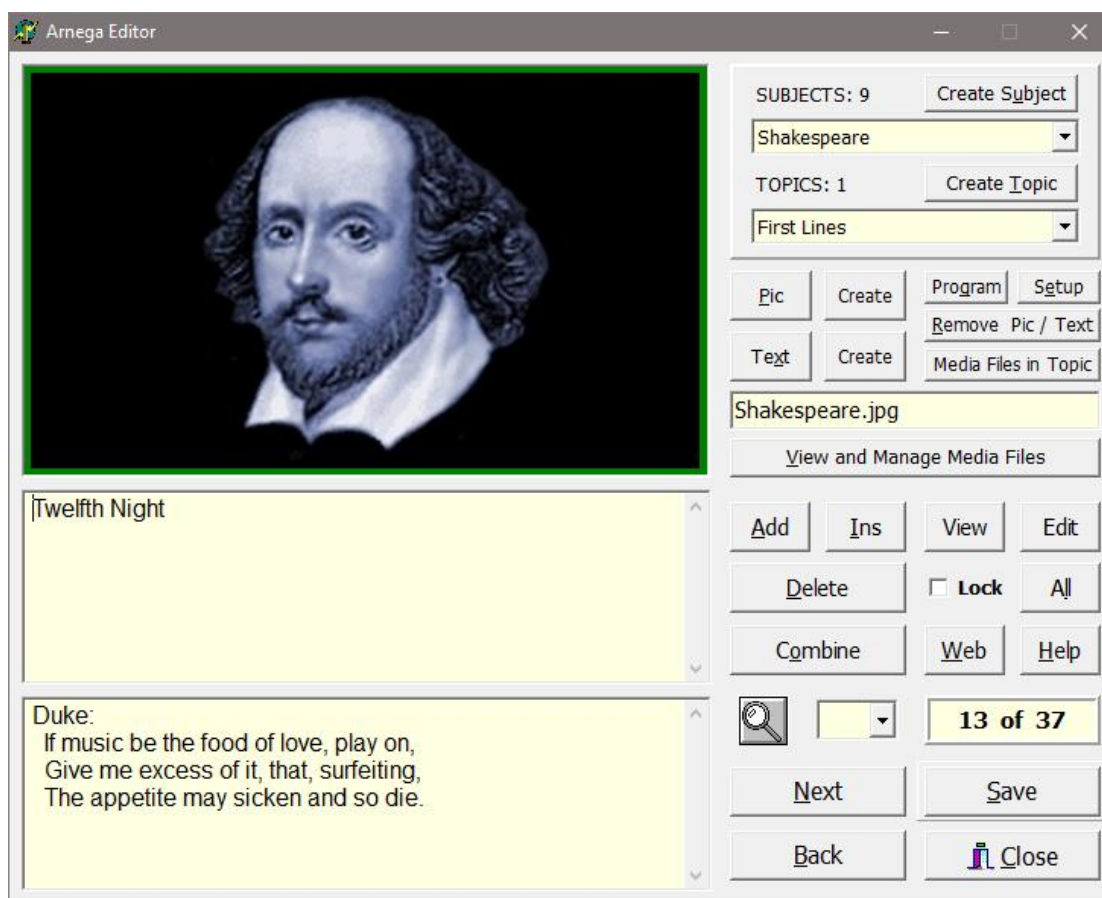 Arnega Editor
SUBJECTS: 9
Create Subject
Shakespeare
TOPICS: 1
Create Topic
First Lines
Pic
Create
Program
Setup
Remove Pic / Text
Text
Create
Media Files in Topic
Shakespeare.jpg
View and Manage Media Files
Twelfth Night
Add
Ins
View
Edit
Delete
Lock
All
Combine
Web
Help
Duke:
If music be the food of love, play on,
Give me excess of it, that, surfeiting,
The appetite may sicken and so die.
13 of 37
Next
Save
Back
Close